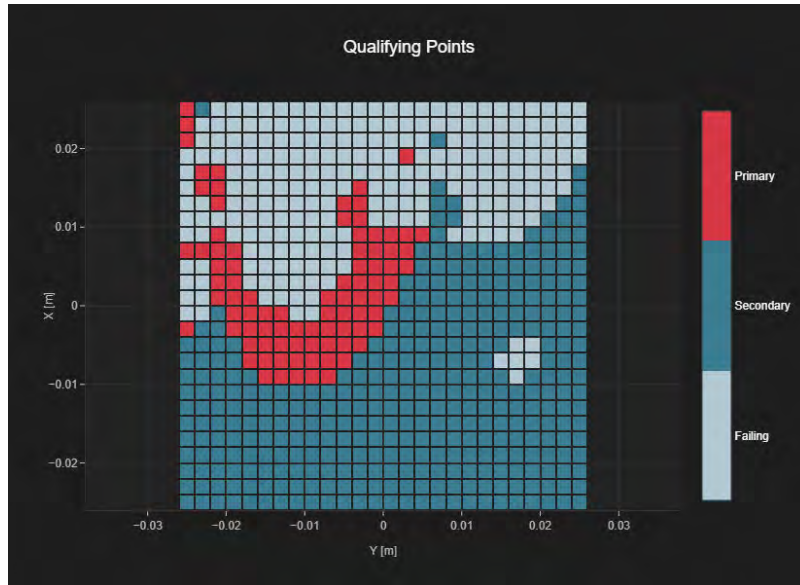 Qualifying Points
0.02
0.01
0
−0.01
−0.02
X [m]
−0.03
−0.02
−0.01
0
0.01
0.02
0.03
Y [m]
Primary
Secondary
Failing